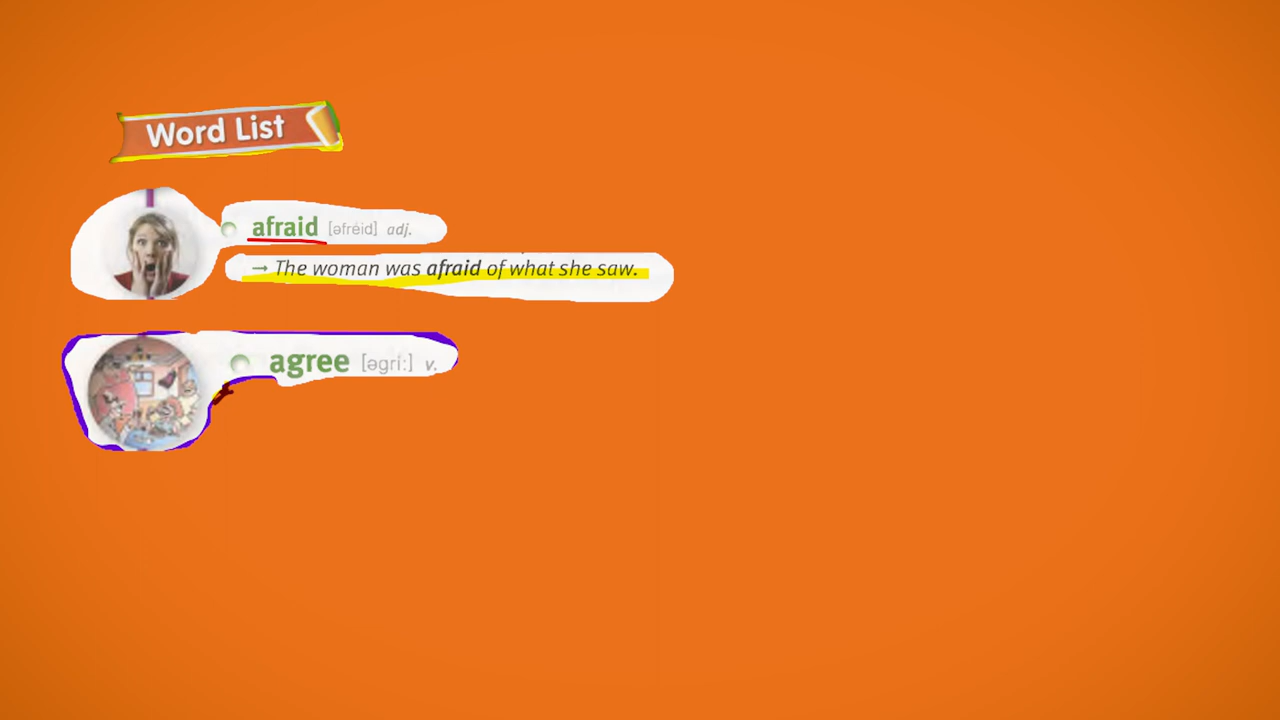 Word List
afraid [əfréid] adj.
→ The woman was afraid of what she saw.
agree [əgríː] v.